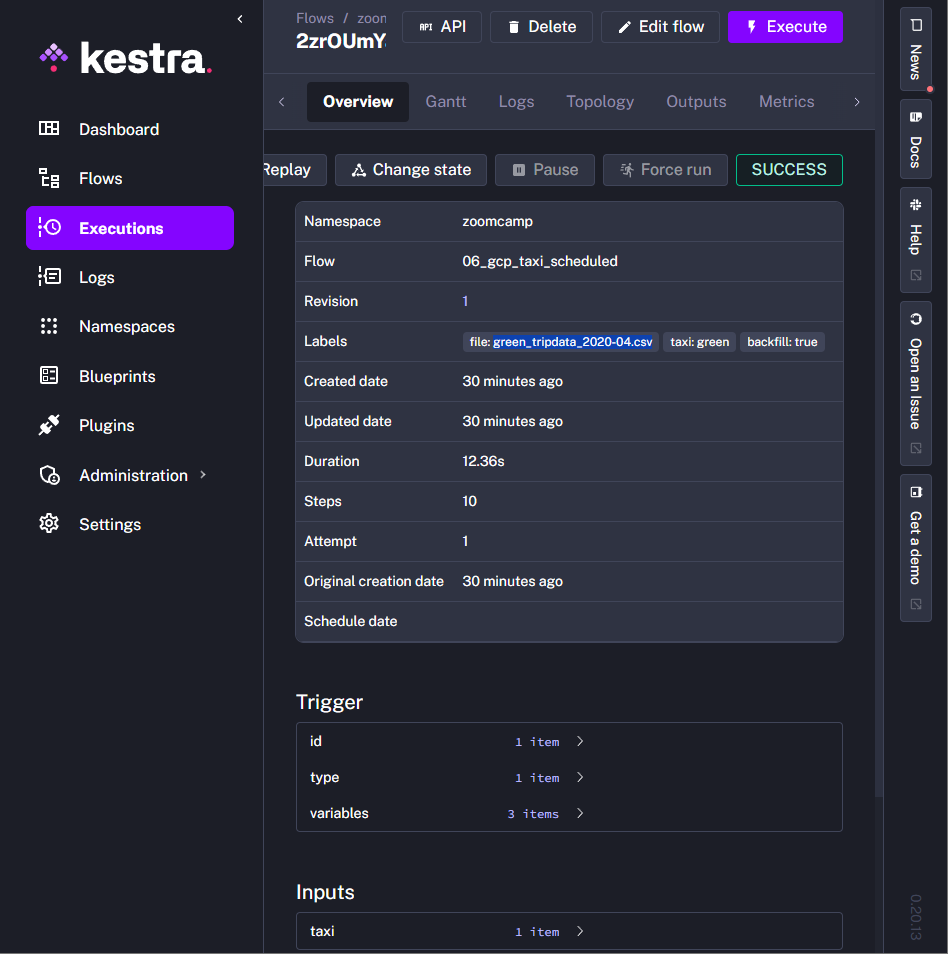 kestra.
Dashboard
Flows
Executions
Logs
Namespaces
Blueprints
Plugins
Administration
Settings
Flows / zoon
2zrOUmY
API API
Delete
Edit flow
Execute
Overview
Gantt
Logs
Topology
Outputs
Metrics
Replay
Change state
Pause
Force run
SUCCESS
Namespace zoomcamp
Flow 06_gcp_taxi_scheduled
Revision 1
Labels file: green_tripdata_2020-04.csv taxi: green backfill: true
Created date 30 minutes ago
Updated date 30 minutes ago
Duration 12.36s
Steps 10
Attempt 1
Original creation date 30 minutes ago
Schedule date
Trigger
id 1 item
type 1 item
variables 3 items
Inputs
taxi 1 item
News
Docs
Help
Open an Issue
Get a demo
0.20.13